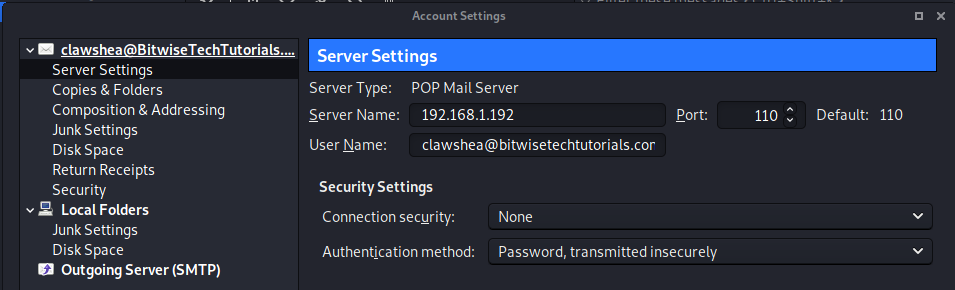 Account Settings
clawshea@BitwiseTechTutorials....
Server Settings
Copies & Folders
Composition & Addressing
Junk Settings
Disk Space
Return Receipts
Security
Local Folders
Junk Settings
Disk Space
Outgoing Server (SMTP)
Server Settings
Server Type: POP Mail Server
Server Name: 192.168.1.192 Port: 110 Default: 110
User Name: clawshea@bitwisetechtutorials.com
Security Settings
Connection security: None
Authentication method: Password, transmitted insecurely